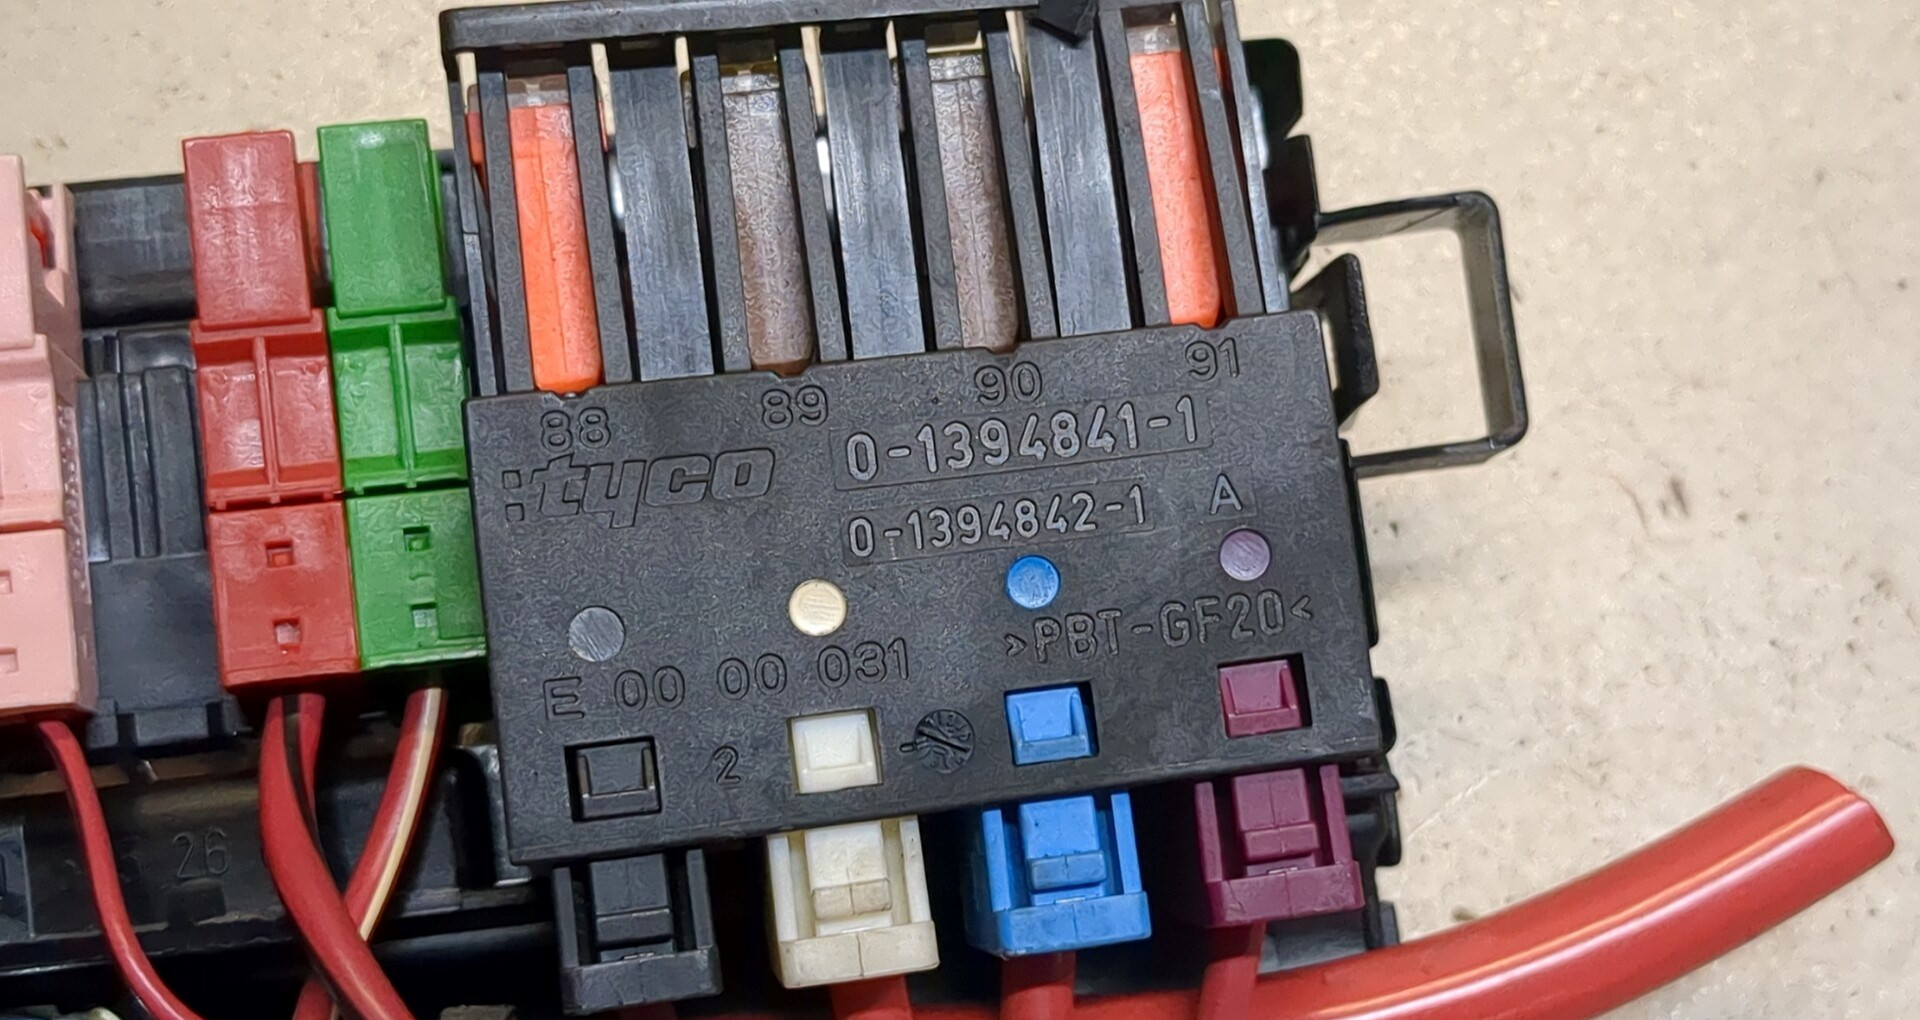 88 89 90 91
tyco 0-1394841-1
0-1394842-1 A
>PBT-GF20<
E 00 00 031
2
26